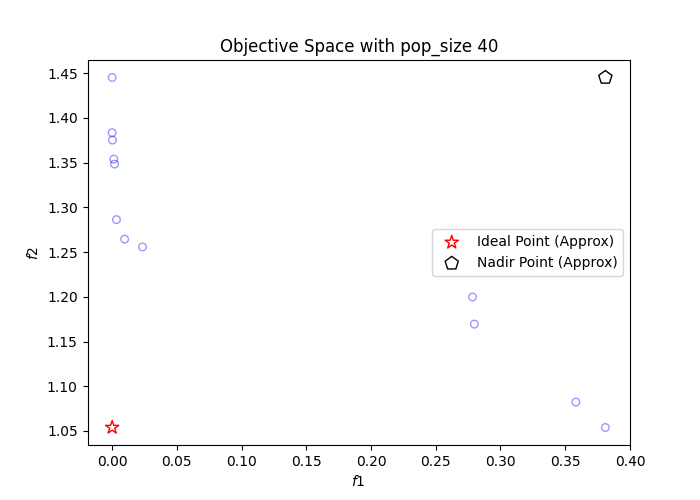 Objective Space with pop_size 40
1.45
1.40
1.35
1.30
1.25
1.20
1.15
1.10
1.05
f2
Ideal Point (Approx)
Nadir Point (Approx)
0.00 0.05 0.10 0.15 0.20 0.25 0.30 0.35 0.40
f1